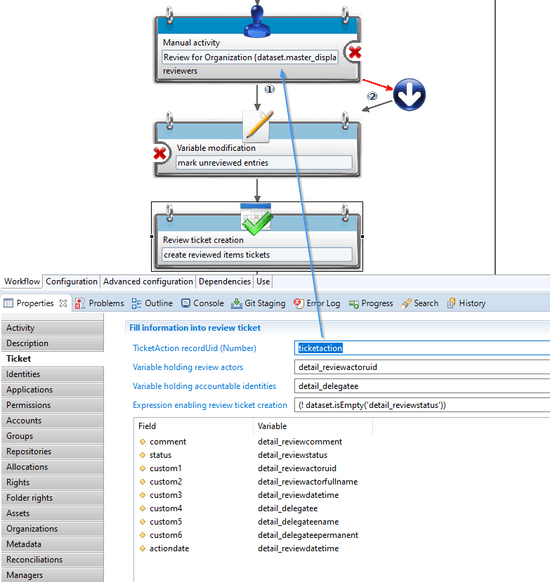 Manual activity
Review for Organization {dataset.master_displa
reviewers
①
②
Variable modification
mark unreviewed entries
Review ticket creation
create reviewed items tickets
Workflow Configuration Advanced configuration Dependencies Use
Properties Problems Outline Console Git Staging Error Log Progress Search History
Activity
Description
Ticket
Identities
Applications
Permissions
Accounts
Groups
Repositories
Allocations
Rights
Folder rights
Assets
Organizations
Metadata
Reconciliations
Managers
Fill information into review ticket
TicketAction recordUid (Number) ticketaction
Variable holding review actors detail_reviewactoruid
Variable holding accountable identities detail_delegatee
Expression enabling review ticket creation (! dataset.isEmpty('detail_reviewstatus'))
Field Variable
comment detail_reviewcomment
status detail_reviewstatus
custom1 detail_reviewactoruid
custom2 detail_reviewactorfullname
custom3 detail_reviewdatetime
custom4 detail_delegatee
custom5 detail_delegateename
custom6 detail_delegateepermanent
actiondate detail_reviewdatetime